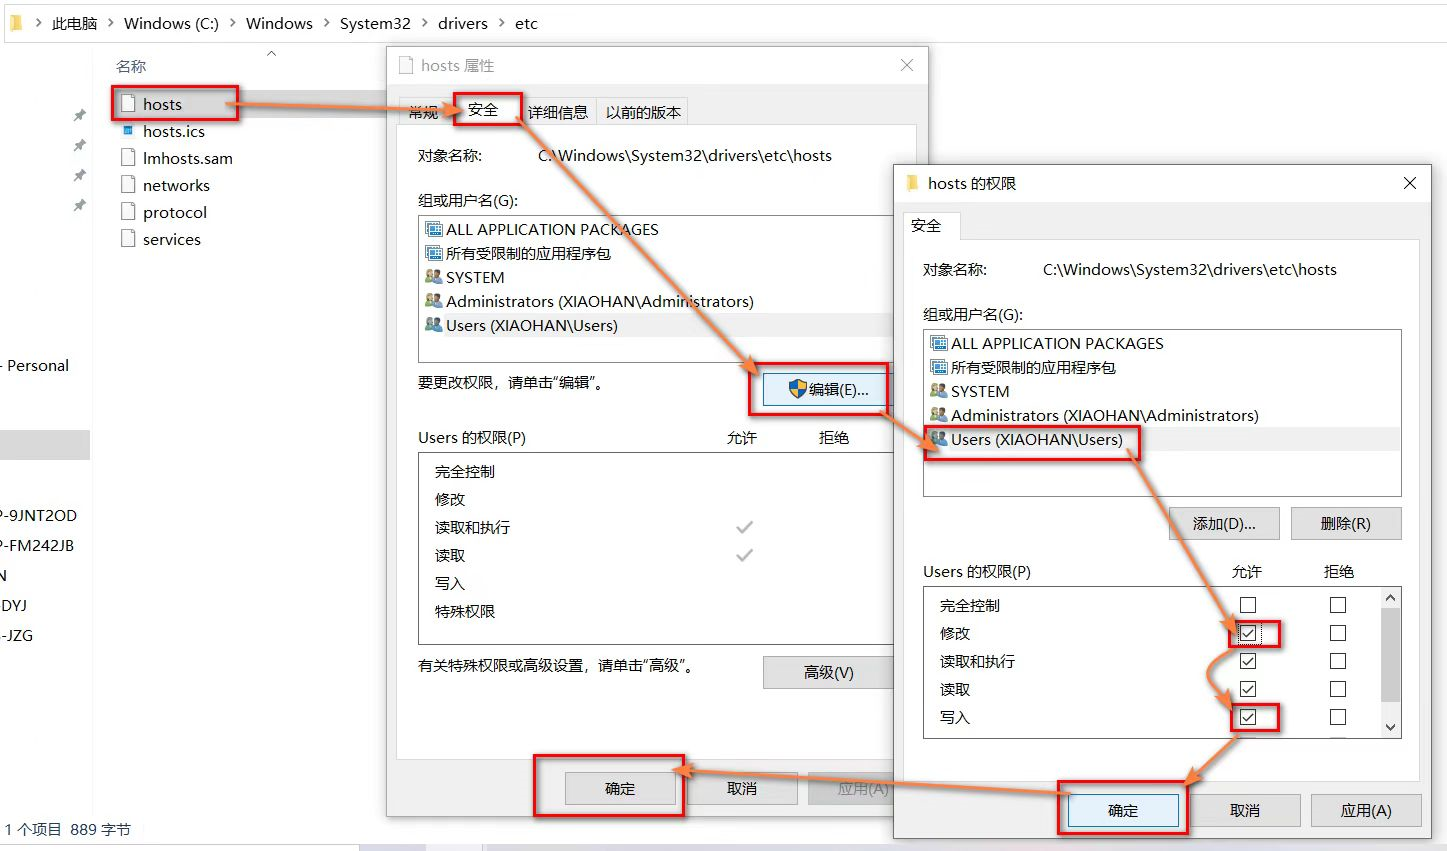 此电脑 > Windows (C:) > Windows > System32 > drivers > etc
名称
hosts
hosts.ics
lmhosts.sam
networks
protocol
services
- Personal
P-9JNT2OD
P-FM242JB
N
-DYJ
-JZG
1 个项目 889 字节
hosts 属性
常规 安全 详细信息 以前的版本
对象名称: C:\Windows\System32\drivers\etc\hosts
组或用户名(G):
ALL APPLICATION PACKAGES
所有受限制的应用程序包
SYSTEM
Administrators (XIAOHAN\Administrators)
Users (XIAOHAN\Users)
要更改权限，请单击“编辑”。
编辑(E)...
Users 的权限(P) 允许 拒绝
完全控制
修改
读取和执行
读取
写入
特殊权限
有关特殊权限或高级设置，请单击“高级”。
高级(V)
确定 取消 应用(A)
hosts 的权限
安全
对象名称: C:\Windows\System32\drivers\etc\hosts
组或用户名(G):
ALL APPLICATION PACKAGES
所有受限制的应用程序包
SYSTEM
Administrators (XIAOHAN\Administrators)
Users (XIAOHAN\Users)
添加(D)... 删除(R)
Users 的权限(P) 允许 拒绝
完全控制
修改
读取和执行
读取
写入
确定 取消 应用(A)